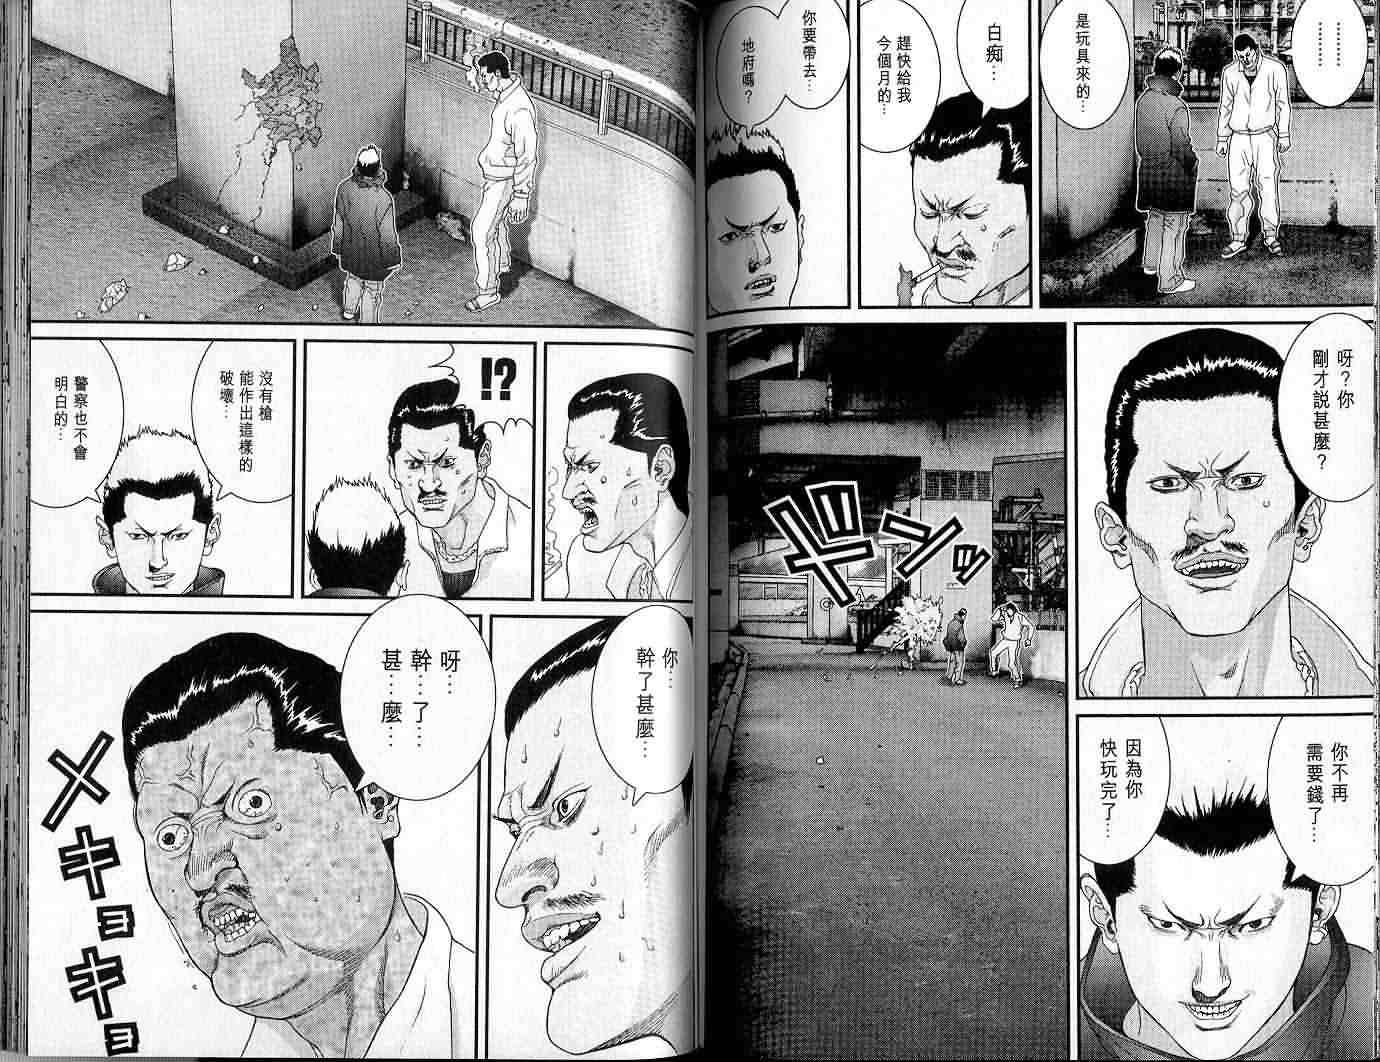 ………
是玩具來的…
白痴…
趕快給我
今個月的…
你要帶去…
地府嗎？
呀？你
剛才說甚麼？
你不再
需要錢了…
因為你
快玩完了…
ドドンッ
!?
沒有槍
能作出這樣的
破壞…
警察也不會
明白的…
你…
幹了甚麼…
呀…
幹…了…
甚…麼…
メキョキョ